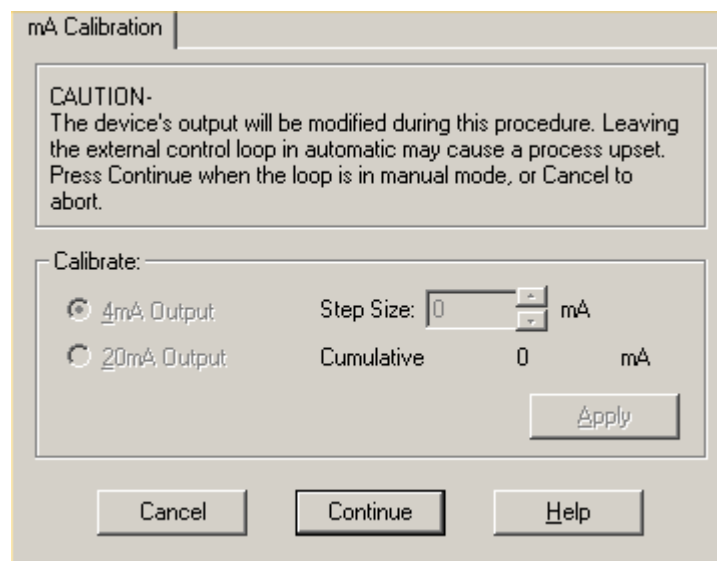 mA Calibration
CAUTION-
The device's output will be modified during this procedure. Leaving
the external control loop in automatic may cause a process upset.
Press Continue when the loop is in manual mode, or Cancel to
abort.
Calibrate:
4mA Output
Step Size: 0 mA
20mA Output
Cumulative 0 mA
Apply
Cancel
Continue
Help